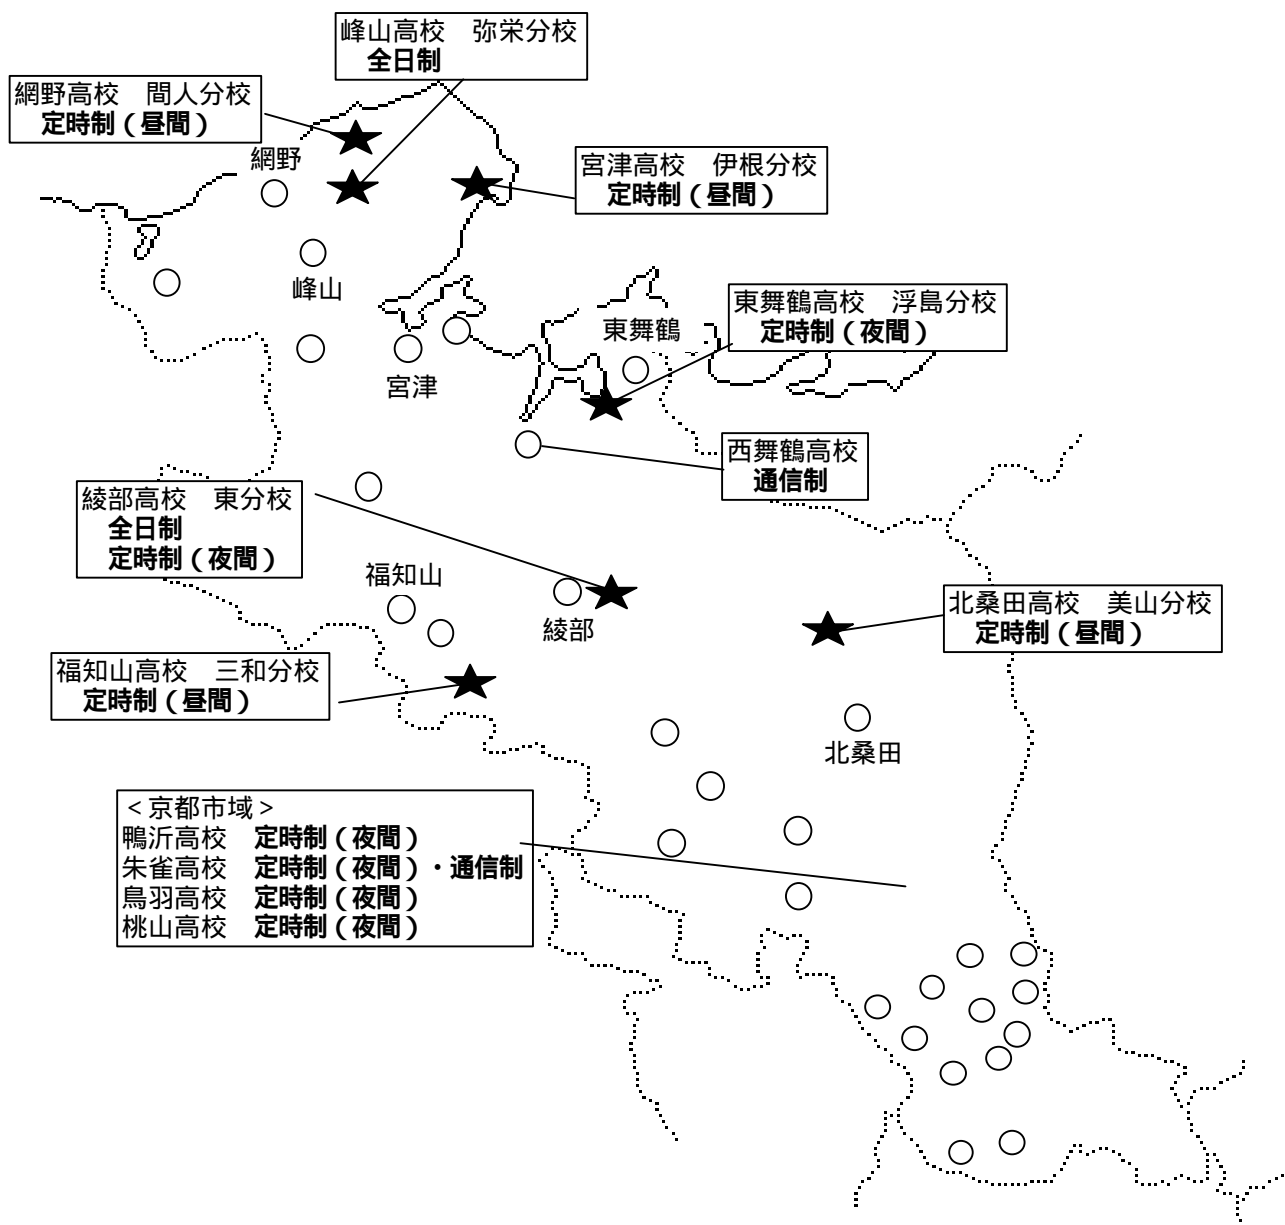 峰山高校　弥栄分校
全日制
網野高校　間人分校
定時制（昼間）
網野
宮津高校　伊根分校
定時制（昼間）
峰山
東舞鶴高校　浮島分校
定時制（夜間）
東舞鶴
宮津
西舞鶴高校
通信制
綾部高校　東分校
全日制
定時制（夜間）
福知山
綾部
北桑田高校　美山分校
定時制（昼間）
福知山高校　三和分校
定時制（昼間）
北桑田
＜京都市域＞
鴨沂高校　定時制（夜間）
朱雀高校　定時制（夜間）・通信制
鳥羽高校　定時制（夜間）
桃山高校　定時制（夜間）